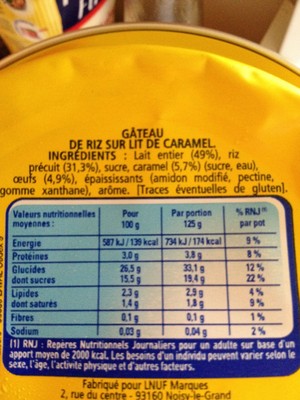 GÂTEAU
DE RIZ SUR LIT DE CARAMEL.
INGRÉDIENTS : Lait entier (49%), riz
précuit (31,3%), sucre, caramel (5,7%) (sucre, eau),
œufs (4,9%), épaississants (amidon modifié, pectine,
gomme xanthane), arôme. [Traces éventuelles de gluten].
Valeurs nutritionnelles moyennes : Pour 100 g Par portion 125 g % RNJ (1) par pot
Energie 587 kJ / 139 kcal 734 kJ / 174 kcal 9 %
Protéines 3,0 g 3,8 g 8 %
Glucides 26,5 g 33,1 g 12 %
dont sucres 15,5 g 19,4 g 22 %
Lipides 2,3 g 2,9 g 4 %
dont saturés 1,4 g 1,8 g 9 %
Fibres 0,1 g 0,1 g 1 %
Sodium 0,03 g 0,04 g 2 %
(1) RNJ : Repères Nutritionnels Journaliers pour un adulte sur base d'un
apport moyen de 2000 kcal. Les besoins d'un individu peuvent varier selon le
sexe, l'âge, l'activité physique et d'autres facteurs.
Fabriqué pour LNUF Marques
2, rue du centre - 93160 Noisy-le-Grand